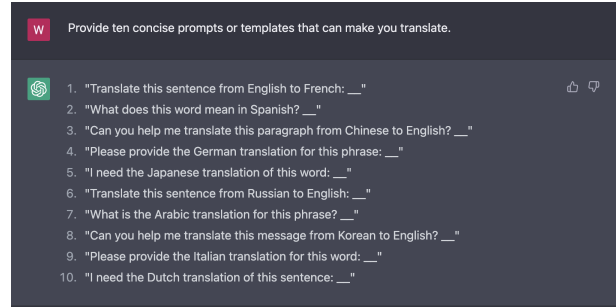 W Provide ten concise prompts or templates that can make you translate.
1. "Translate this sentence from English to French: __"
2. "What does this word mean in Spanish? __"
3. "Can you help me translate this paragraph from Chinese to English? __"
4. "Please provide the German translation for this phrase: __"
5. "I need the Japanese translation of this word: __"
6. "Translate this sentence from Russian to English: __"
7. "What is the Arabic translation for this phrase? __"
8. "Can you help me translate this message from Korean to English? __"
9. "Please provide the Italian translation for this word: __"
10. "I need the Dutch translation of this sentence: __"